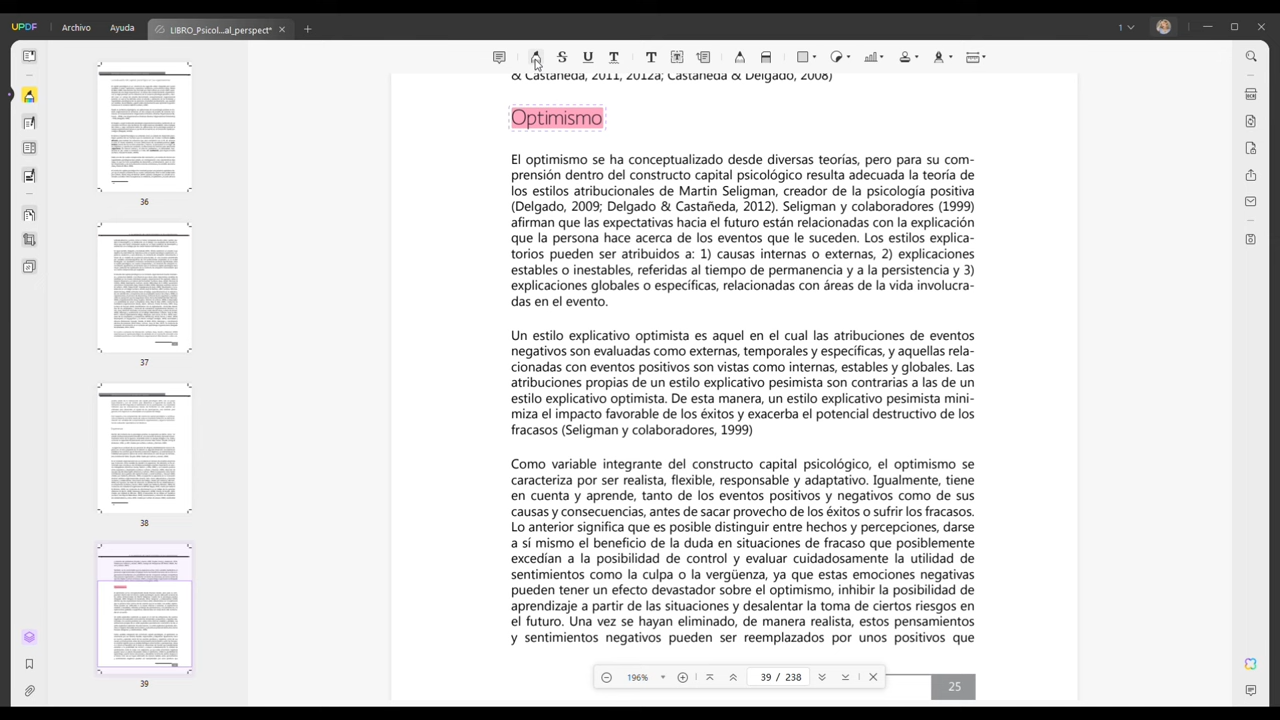 UPDF
Archivo
Ayuda
LIBRO_Psicol...al_perspect*
1
36
37
38
39
& Castañeda, 2011, 2012a; Castañeda & Delgado, 2008)
Optimismo
El optimismo se ha conceptualizado desde diversas teorías, pero para su com-
prensión dentro del constructo capital psicológico resulta adecuada la teoría de
los estilos atribucionales de Martin Seligman, creador de la psicología positiva
(Delgado, 2009; Delgado & Castañeda, 2012). Seligman y colaboradores (1999)
afirman que las expectativas hacia el futuro están relacionadas con la explicación
que la persona hace acerca de los eventos que le suceden. Los estilos explica-
torios pueden ser atribuidos a: 1) causas internas o externas, 2) explicaciones
estables o inestables, referidas al tiempo de permanencia y a la persistencia y 3)
explicaciones globales o específicas, relacionadas con áreas de la vida involucra-
das en el evento.
Un estilo explicativo optimista es aquel en el cual las atribuciones de eventos
negativos son evaluadas como externas, temporales y específicas, y aquellas rela-
cionadas con eventos positivos son vistas como internas, estables y globales. Las
atribuciones propias de un estilo explicativo pesimista son contrarias a las de un
estilo explicativo optimista. De esta manera, un estilo explicativo pesimista mini-
miza el impacto favorable de los éxitos y exacerba el potencial destructivo de los
fracasos (Seligman y colaboradores, 1999)
Como variable integrante del constructo capital psicológico, el optimismo se
caracteriza por ser realista, flexible, responsable y adaptativo. Igualmente, tiene
en cuenta y aprende, tanto de los eventos positivos y negativos como de sus
causas y consecuencias, antes de sacar provecho de los éxitos o sufrir los fracasos.
Lo anterior significa que es posible distinguir entre hechos y percepciones, darse
a sí mismo el beneficio de la duda en situaciones de fracaso que posiblemente
excedían a la posibilidad de control y evaluar cuidadosamente la utilidad de
sentimientos como la culpa o la vergüenza, ya que estas emociones negativas
pueden tener un efecto devastador sobre el optimismo, inhibir la posibilidad de
aprendizaje a partir de las situaciones y desalentar la toma de ciertos riesgos en
el futuro. Una vez se hayan eliminado, de manera realista, estos pensamientos
y sentimientos negativos pueden ser reemplazados por unos positivos que
196%
39 / 238
25